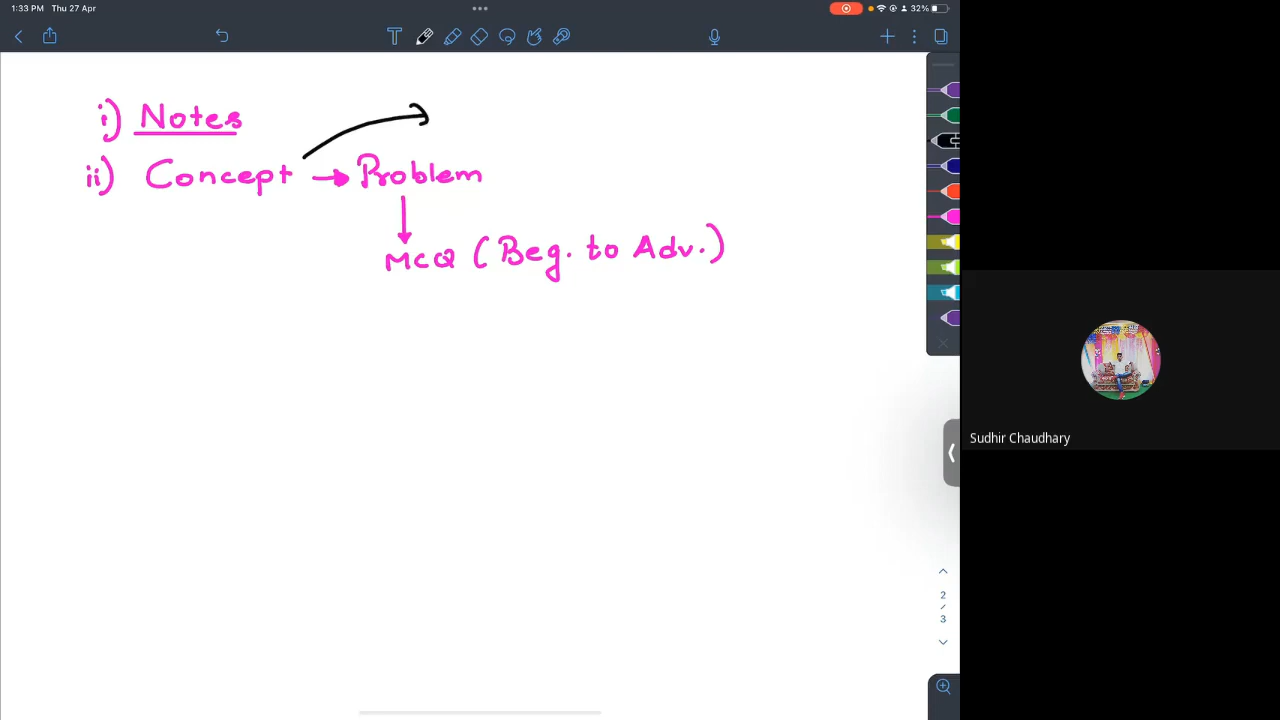 1:33 PM Thu 27 Apr
32%
i) Notes
ii) Concept → Problem
MCQ (Beg. to Adv.)
Sudhir Chaudhary
2
/
3